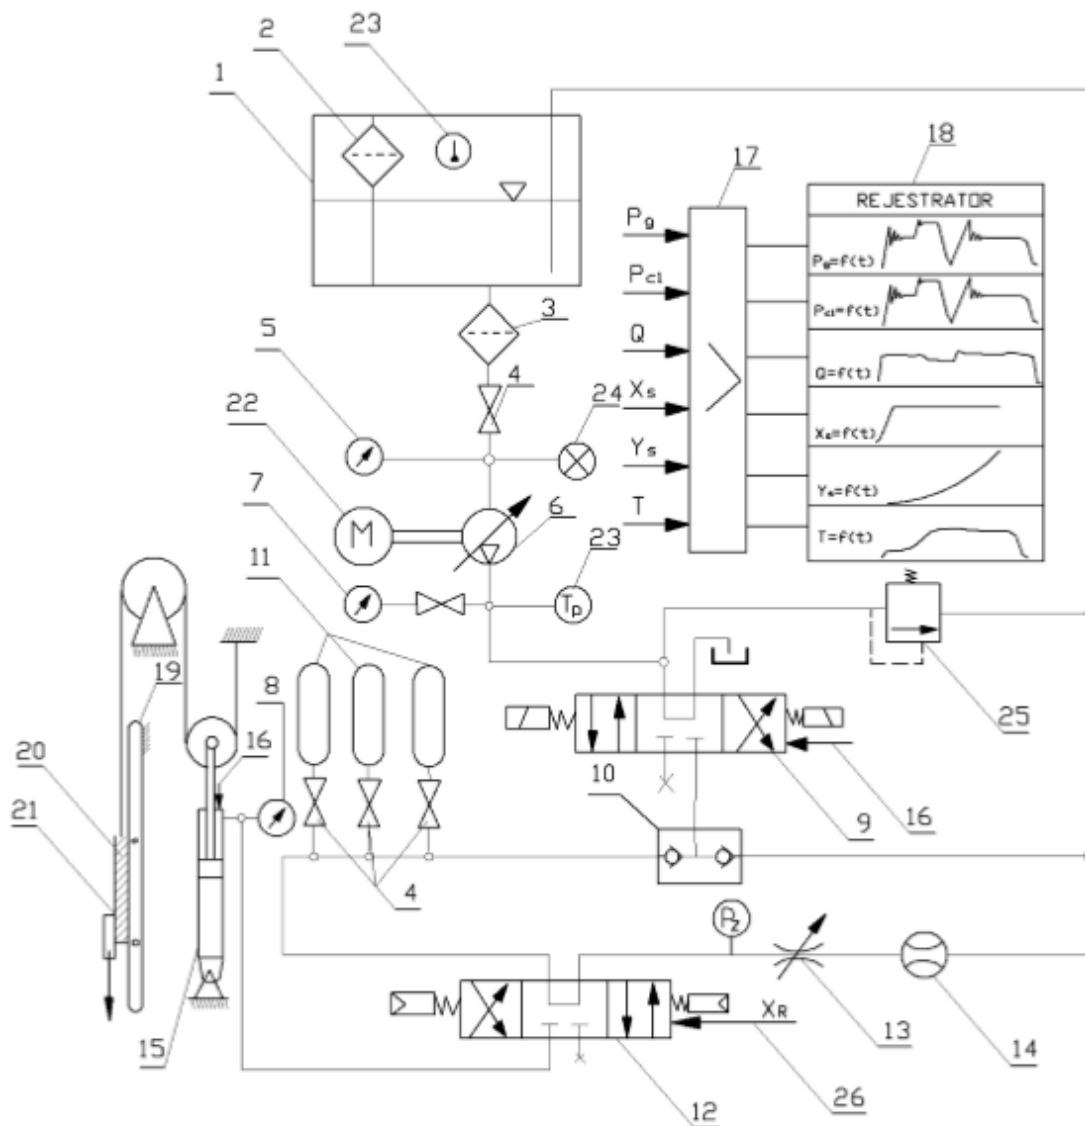 2
23
1
17
18
REJESTRATOR
Pg
Pg=f(t)
Pc1
Pc1=f(t)
3
5
Q
Q=f(t)
4
22
24
Xs
Xs=f(t)
7
Ys
Ys=f(t)
M
6
T
T=f(t)
11
23
Tp
19
8
16
25
20
10
21
9
16
4
Pz
XR
15
13
14
12
26